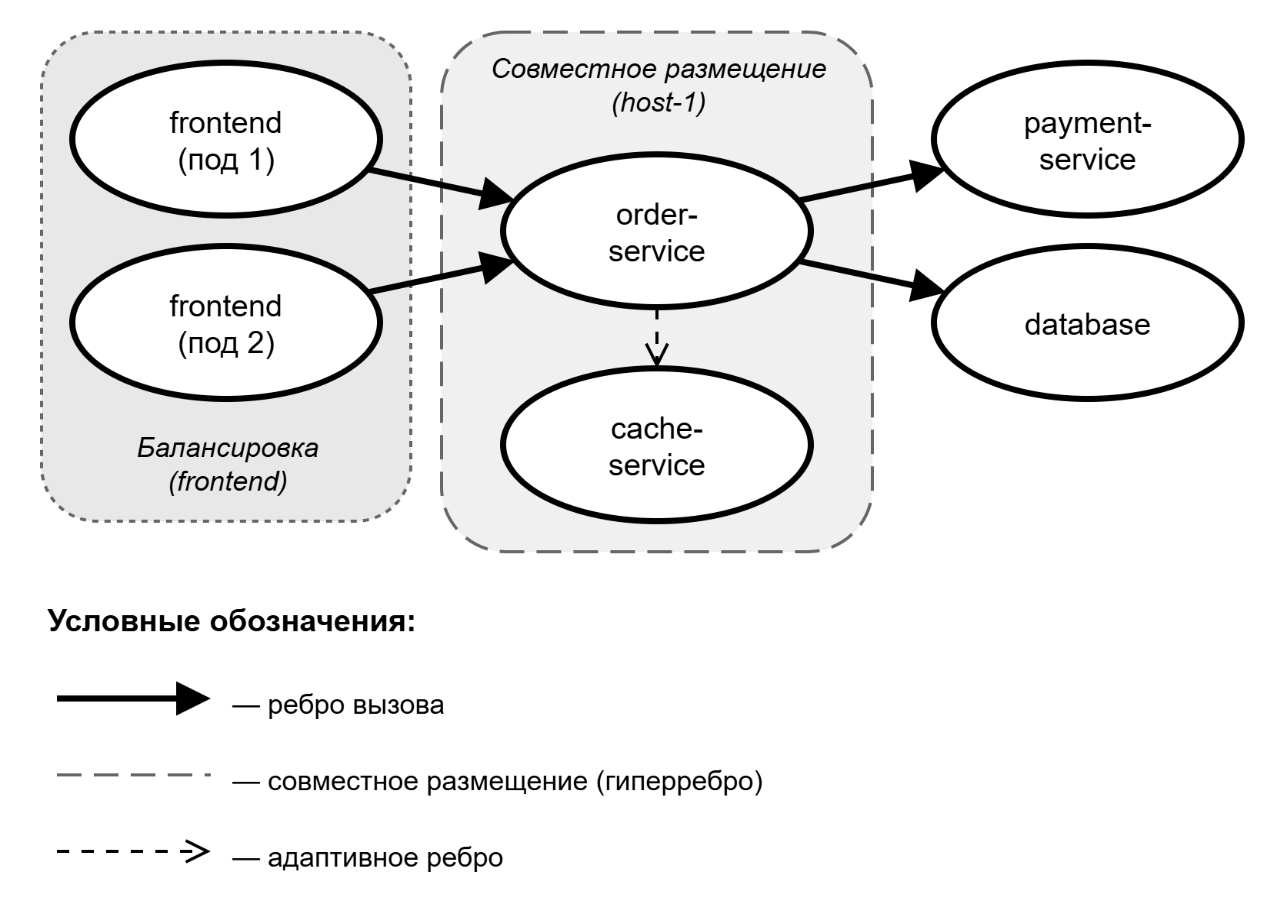 frontend
(под 1)
frontend
(под 2)
Балансировка
(frontend)
Совместное размещение
(host-1)
order-
service
cache-
service
payment-
service
database
Условные обозначения:
— ребро вызова
— совместное размещение (гиперребро)
— адаптивное ребро